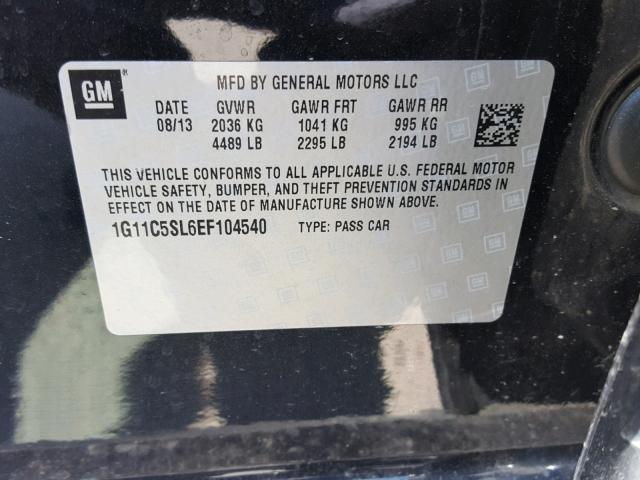 GM
MFD BY GENERAL MOTORS LLC
DATE GVWR GAWR FRT GAWR RR
08/13 2036 KG 1041 KG 995 KG
4489 LB 2295 LB 2194 LB
THIS VEHICLE CONFORMS TO ALL APPLICABLE U.S. FEDERAL MOTOR
VEHICLE SAFETY, BUMPER, AND THEFT PREVENTION STANDARDS IN
EFFECT ON THE DATE OF MANUFACTURE SHOWN ABOVE.
1G11C5SL6EF104540 TYPE: PASS CAR